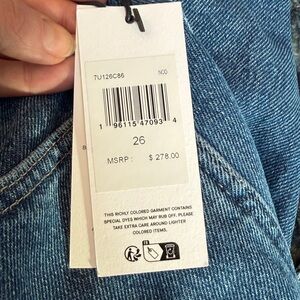 7U126C86 NOD
1 96115 47093 4
26
MSRP : $ 278.00
THIS RICHLY COLORED GARMENT CONTAINS
SPECIAL DYES WHICH MAY RUB OFF. PLEASE
TAKE EXTRA CARE AROUND LIGHTER
COLORED ITEMS.